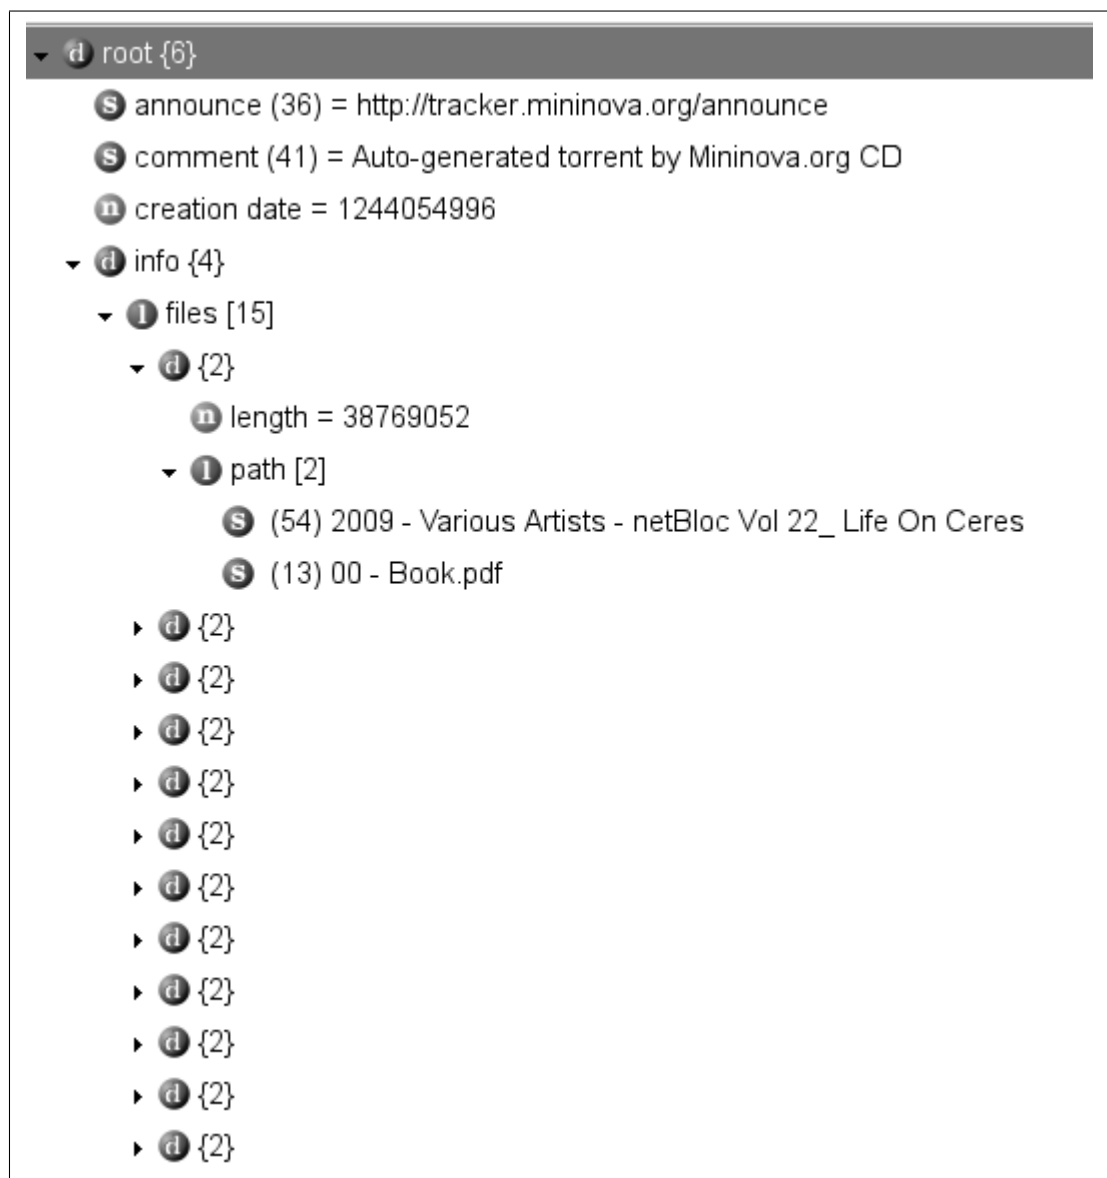 d root {6}
s announce (36) = http://tracker.mininova.org/announce
s comment (41) = Auto-generated torrent by Mininova.org CD
n creation date = 1244054996
d info {4}
l files [15]
d {2}
n length = 38769052
l path [2]
s (54) 2009 - Various Artists - netBloc Vol 22_ Life On Ceres
s (13) 00 - Book.pdf
d {2}
d {2}
d {2}
d {2}
d {2}
d {2}
d {2}
d {2}
d {2}
d {2}
d {2}